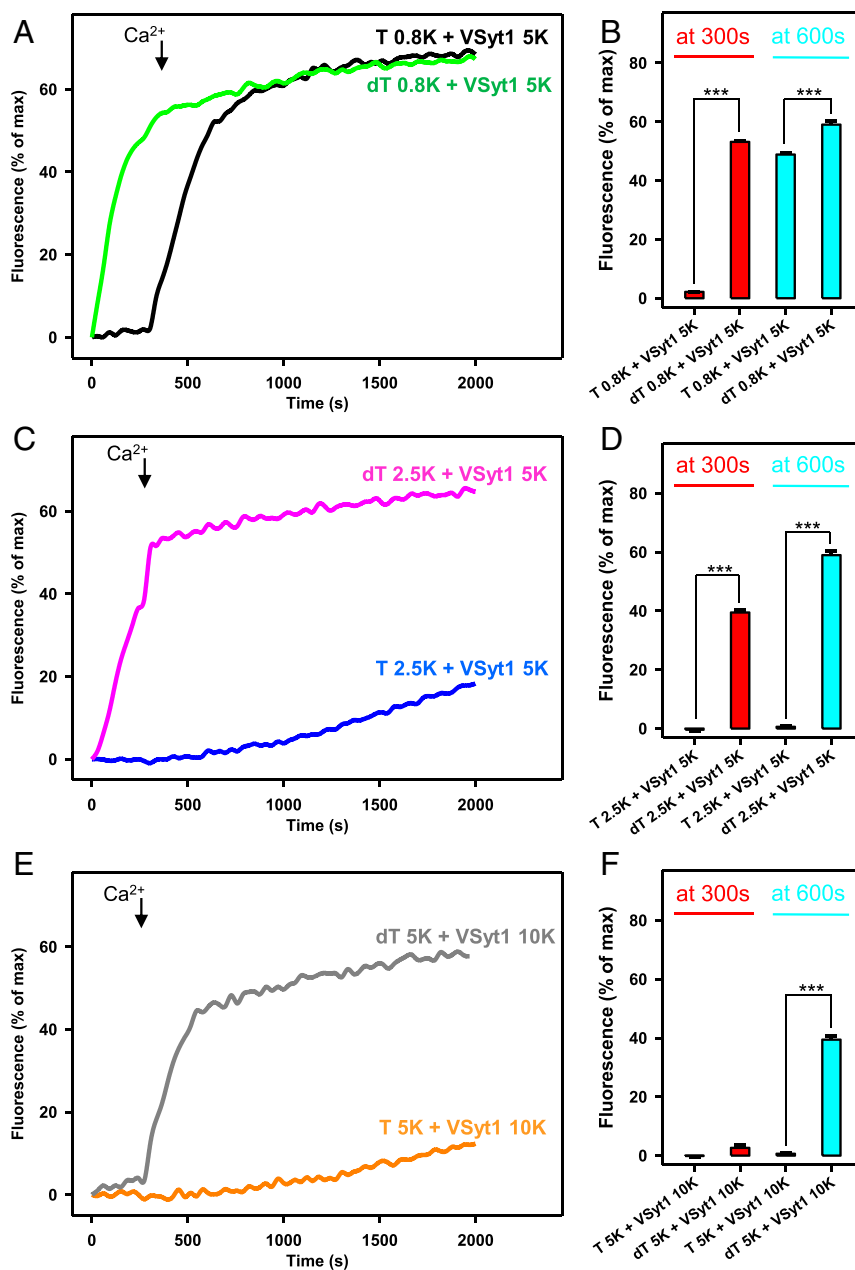 A
Ca2+
T 0.8K + VSyt1 5K
dT 0.8K + VSyt1 5K
Fluorescence (% of max)
60
40
20
0
0 500 1000 1500 2000
Time (s)
B
at 300s at 600s
*** ***
Fluorescence (% of max)
80
60
40
20
0
T 0.8K + VSyt1 5K
dT 0.8K + VSyt1 5K
T 0.8K + VSyt1 5K
dT 0.8K + VSyt1 5K
C
Ca2+
dT 2.5K + VSyt1 5K
T 2.5K + VSyt1 5K
Fluorescence (% of max)
60
40
20
0
0 500 1000 1500 2000
Time (s)
D
at 300s at 600s
*** ***
Fluorescence (% of max)
80
60
40
20
0
T 2.5K + VSyt1 5K
dT 2.5K + VSyt1 5K
T 2.5K + VSyt1 5K
dT 2.5K + VSyt1 5K
E
Ca2+
dT 5K + VSyt1 10K
T 5K + VSyt1 10K
Fluorescence (% of max)
60
40
20
0
0 500 1000 1500 2000
Time (s)
F
at 300s at 600s
***
Fluorescence (% of max)
80
60
40
20
0
T 5K + VSyt1 10K
dT 5K + VSyt1 10K
T 5K + VSyt1 10K
dT 5K + VSyt1 10K